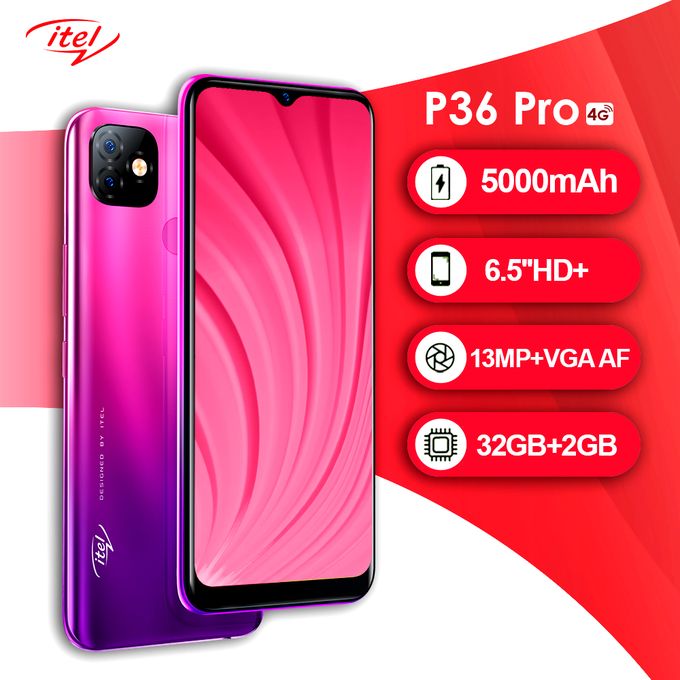 itel
P36 Pro 4G
5000mAh
6.5"HD+
13MP+VGA AF
32GB+2GB
DESIGNED BY ITEL
itel